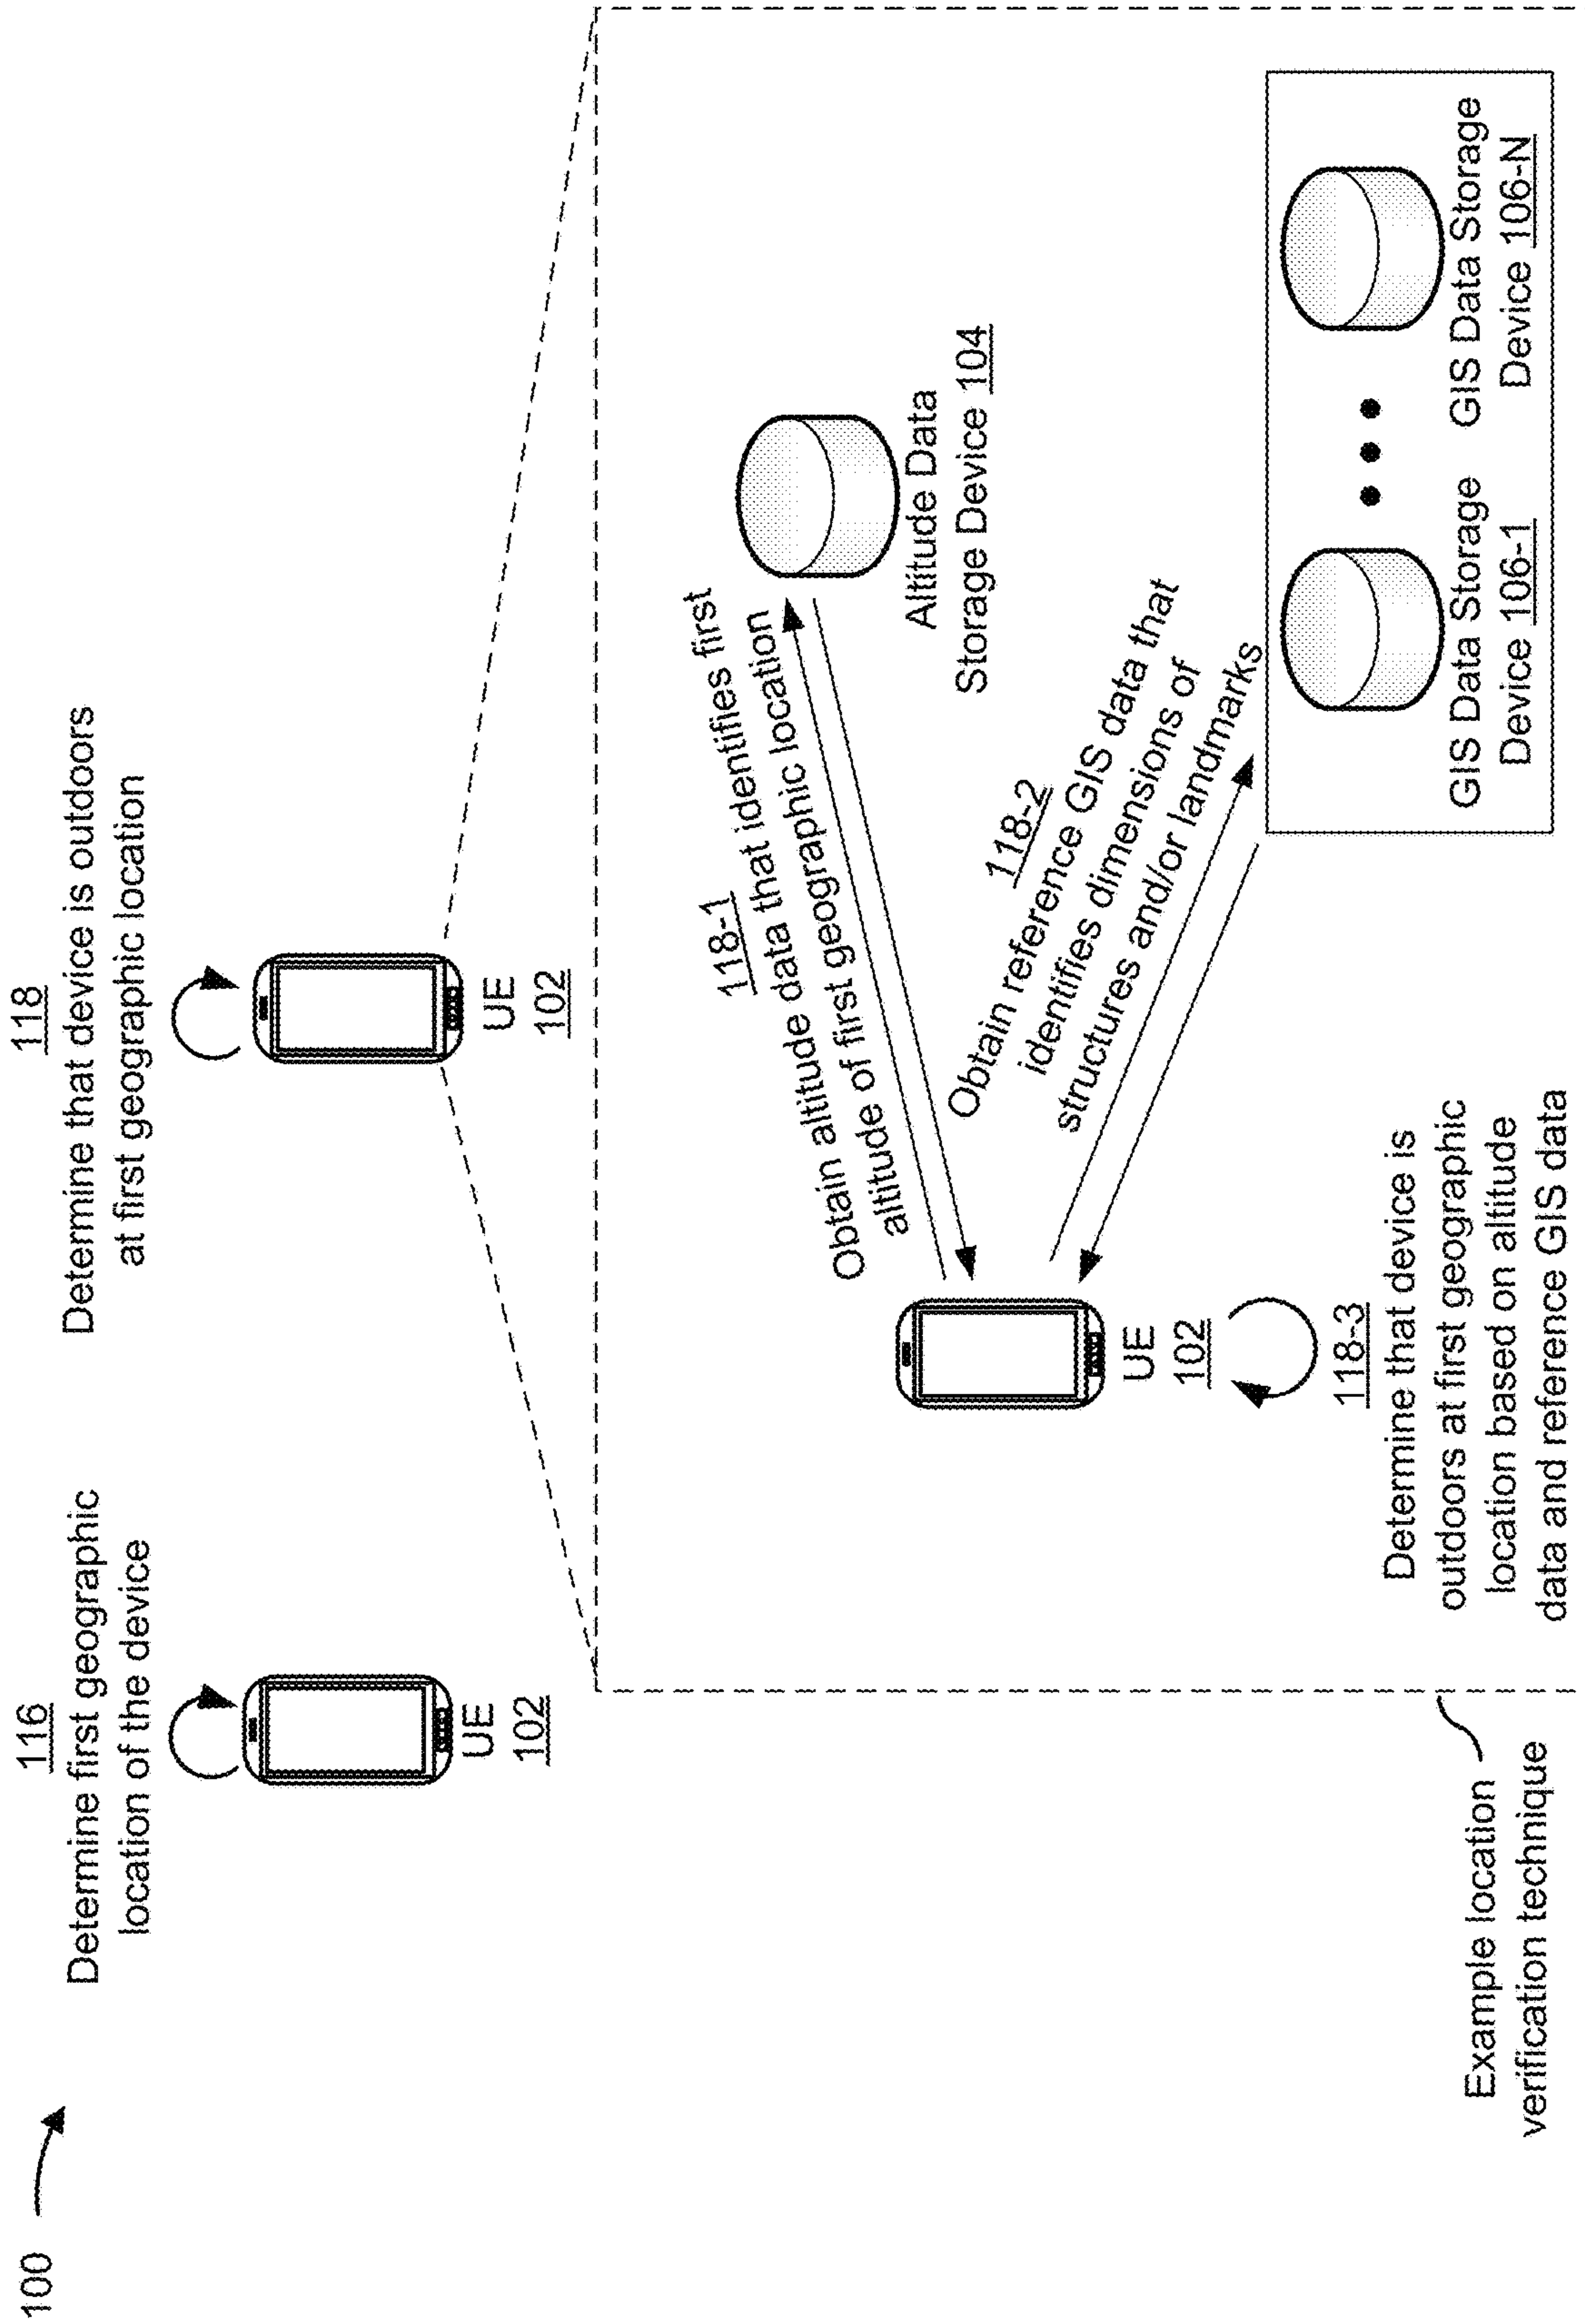 100
116
Determine first geographic
location of the device
UE
102
118
Determine that device is outdoors
at first geographic location
UE
102
Example location
verification technique
118-1
Obtain altitude data that identifies first
altitude of first geographic location
Altitude Data
Storage Device 104
118-2
Obtain reference GIS data that
identifies dimensions of
structures and/or landmarks
UE
102
118-3
Determine that device is
outdoors at first geographic
location based on altitude
data and reference GIS data
GIS Data Storage
Device 106-1
GIS Data Storage
Device 106-N